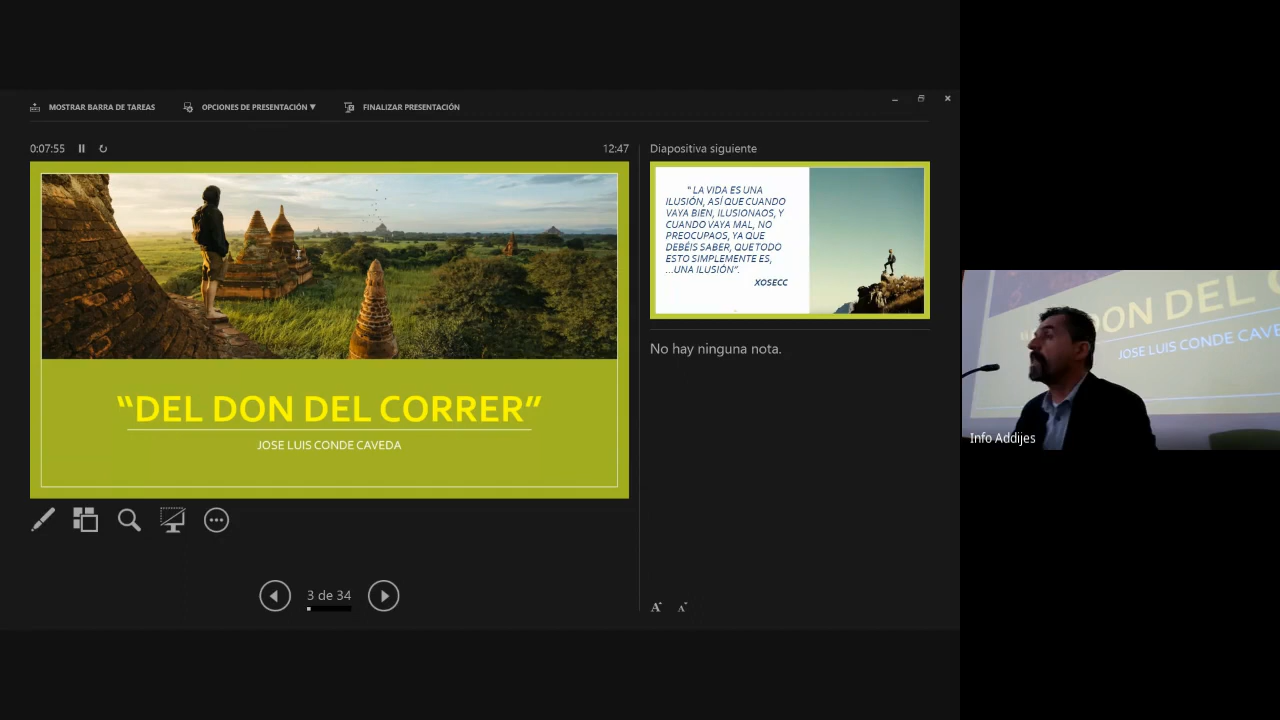 MOSTRAR BARRA DE TAREAS
OPCIONES DE PRESENTACIÓN ▼
FINALIZAR PRESENTACIÓN
0:07:55
12:47
Diapositiva siguiente
“DEL DON DEL CORRER”
JOSE LUIS CONDE CAVEDA
“ LA VIDA ES UNA
ILUSIÓN, ASÍ QUE CUANDO
VAYA BIEN, ILUSIONAOS, Y
CUANDO VAYA MAL, NO
PREOCUPAOS, YA QUE
DEBÉIS SABER, QUE TODO
ESTO SIMPLEMENTE ES,
...UNA ILUSIÓN”.
XOSECC
No hay ninguna nota.
3 de 34
A A
DON DEL C
JOSE LUIS CONDE CAVE
Info Addijes